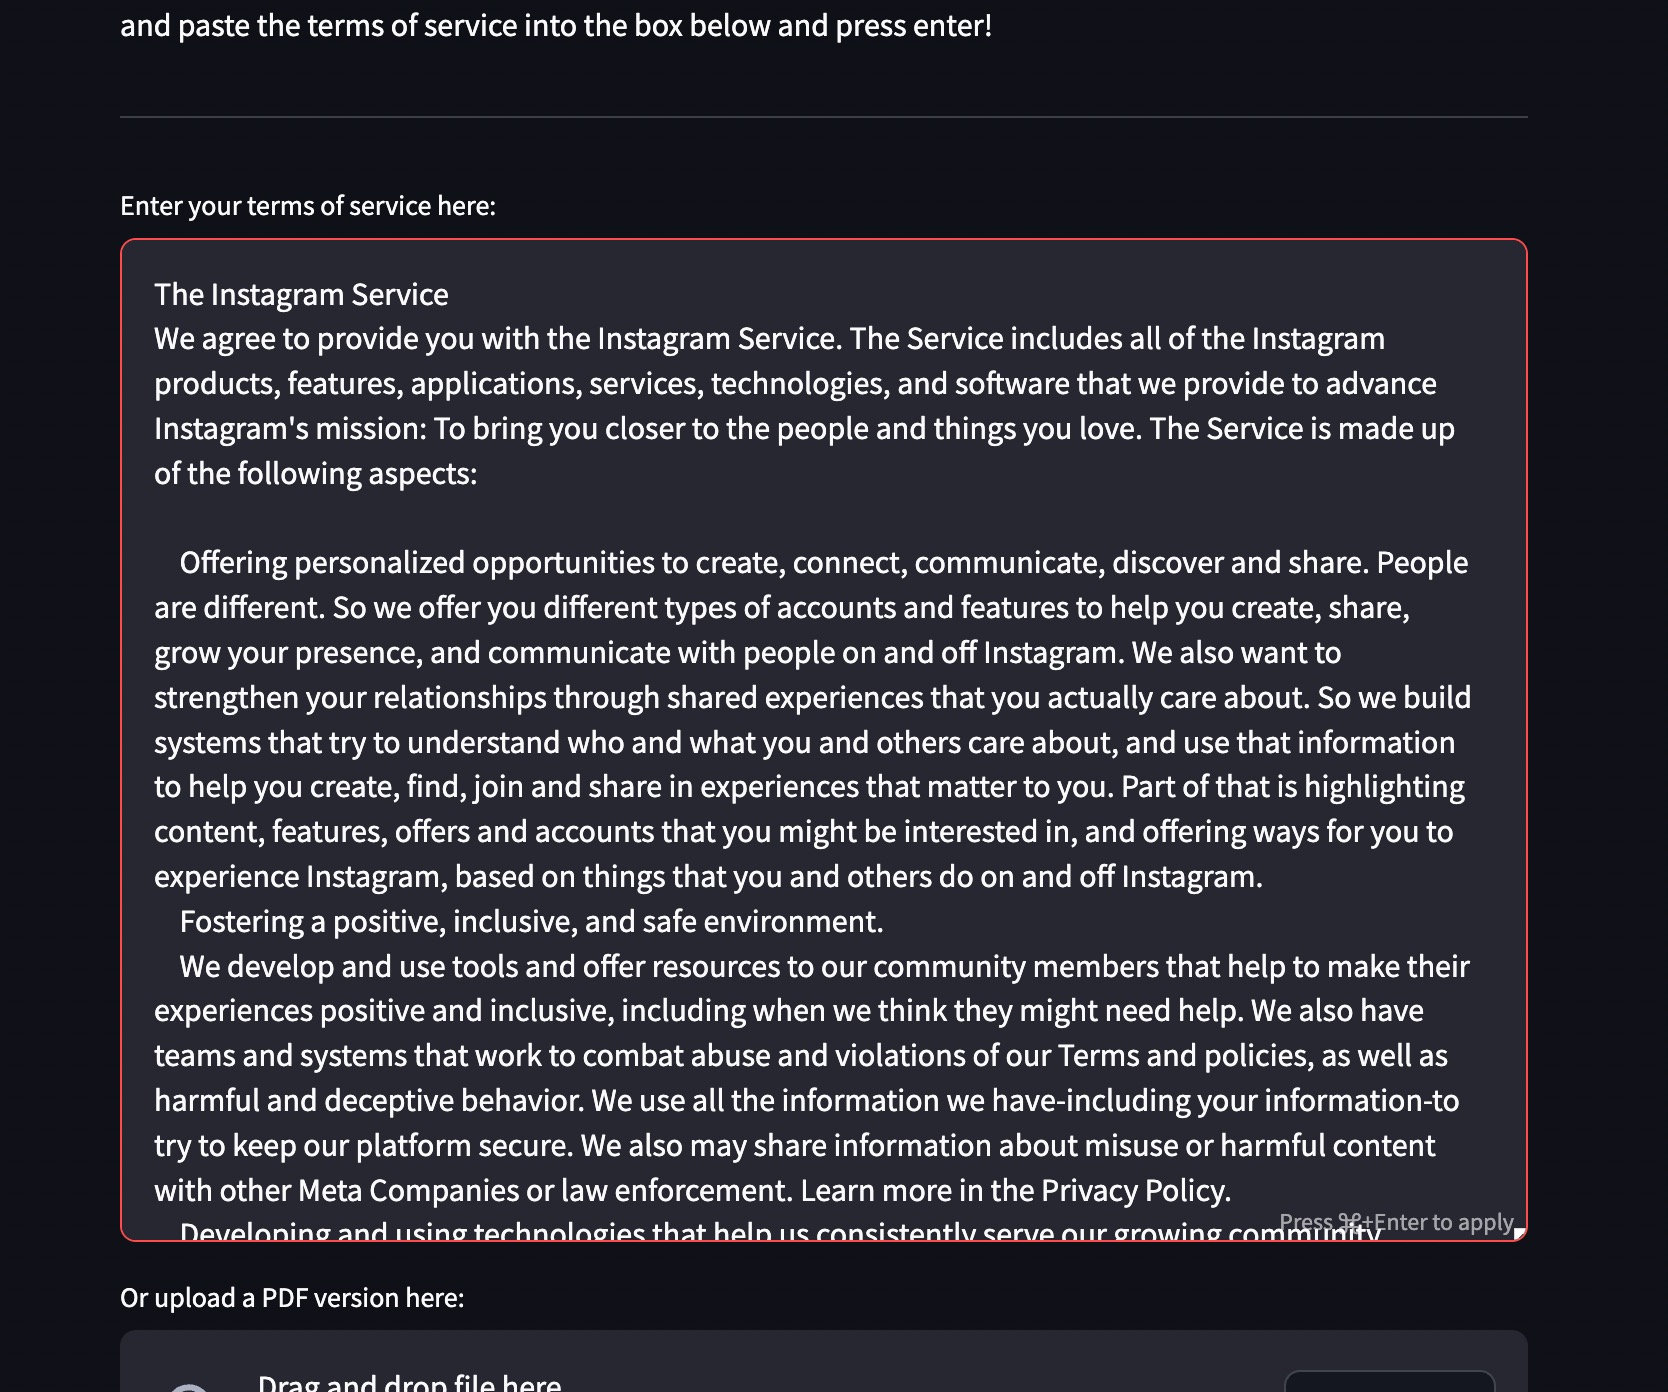 and paste the terms of service into the box below and press enter!
Enter your terms of service here:
The Instagram Service
We agree to provide you with the Instagram Service. The Service includes all of the Instagram
products, features, applications, services, technologies, and software that we provide to advance
Instagram's mission: To bring you closer to the people and things you love. The Service is made up
of the following aspects:
Offering personalized opportunities to create, connect, communicate, discover and share. People
are different. So we offer you different types of accounts and features to help you create, share,
grow your presence, and communicate with people on and off Instagram. We also want to
strengthen your relationships through shared experiences that you actually care about. So we build
systems that try to understand who and what you and others care about, and use that information
to help you create, find, join and share in experiences that matter to you. Part of that is highlighting
content, features, offers and accounts that you might be interested in, and offering ways for you to
experience Instagram, based on things that you and others do on and off Instagram.
Fostering a positive, inclusive, and safe environment.
We develop and use tools and offer resources to our community members that help to make their
experiences positive and inclusive, including when we think they might need help. We also have
teams and systems that work to combat abuse and violations of our Terms and policies, as well as
harmful and deceptive behavior. We use all the information we have-including your information-to
try to keep our platform secure. We also may share information about misuse or harmful content
with other Meta Companies or law enforcement. Learn more in the Privacy Policy.
Developing and using technologies that help us consistently serve our growing community.
Press ⌘+Enter to apply
Or upload a PDF version here:
Drag and drop file here